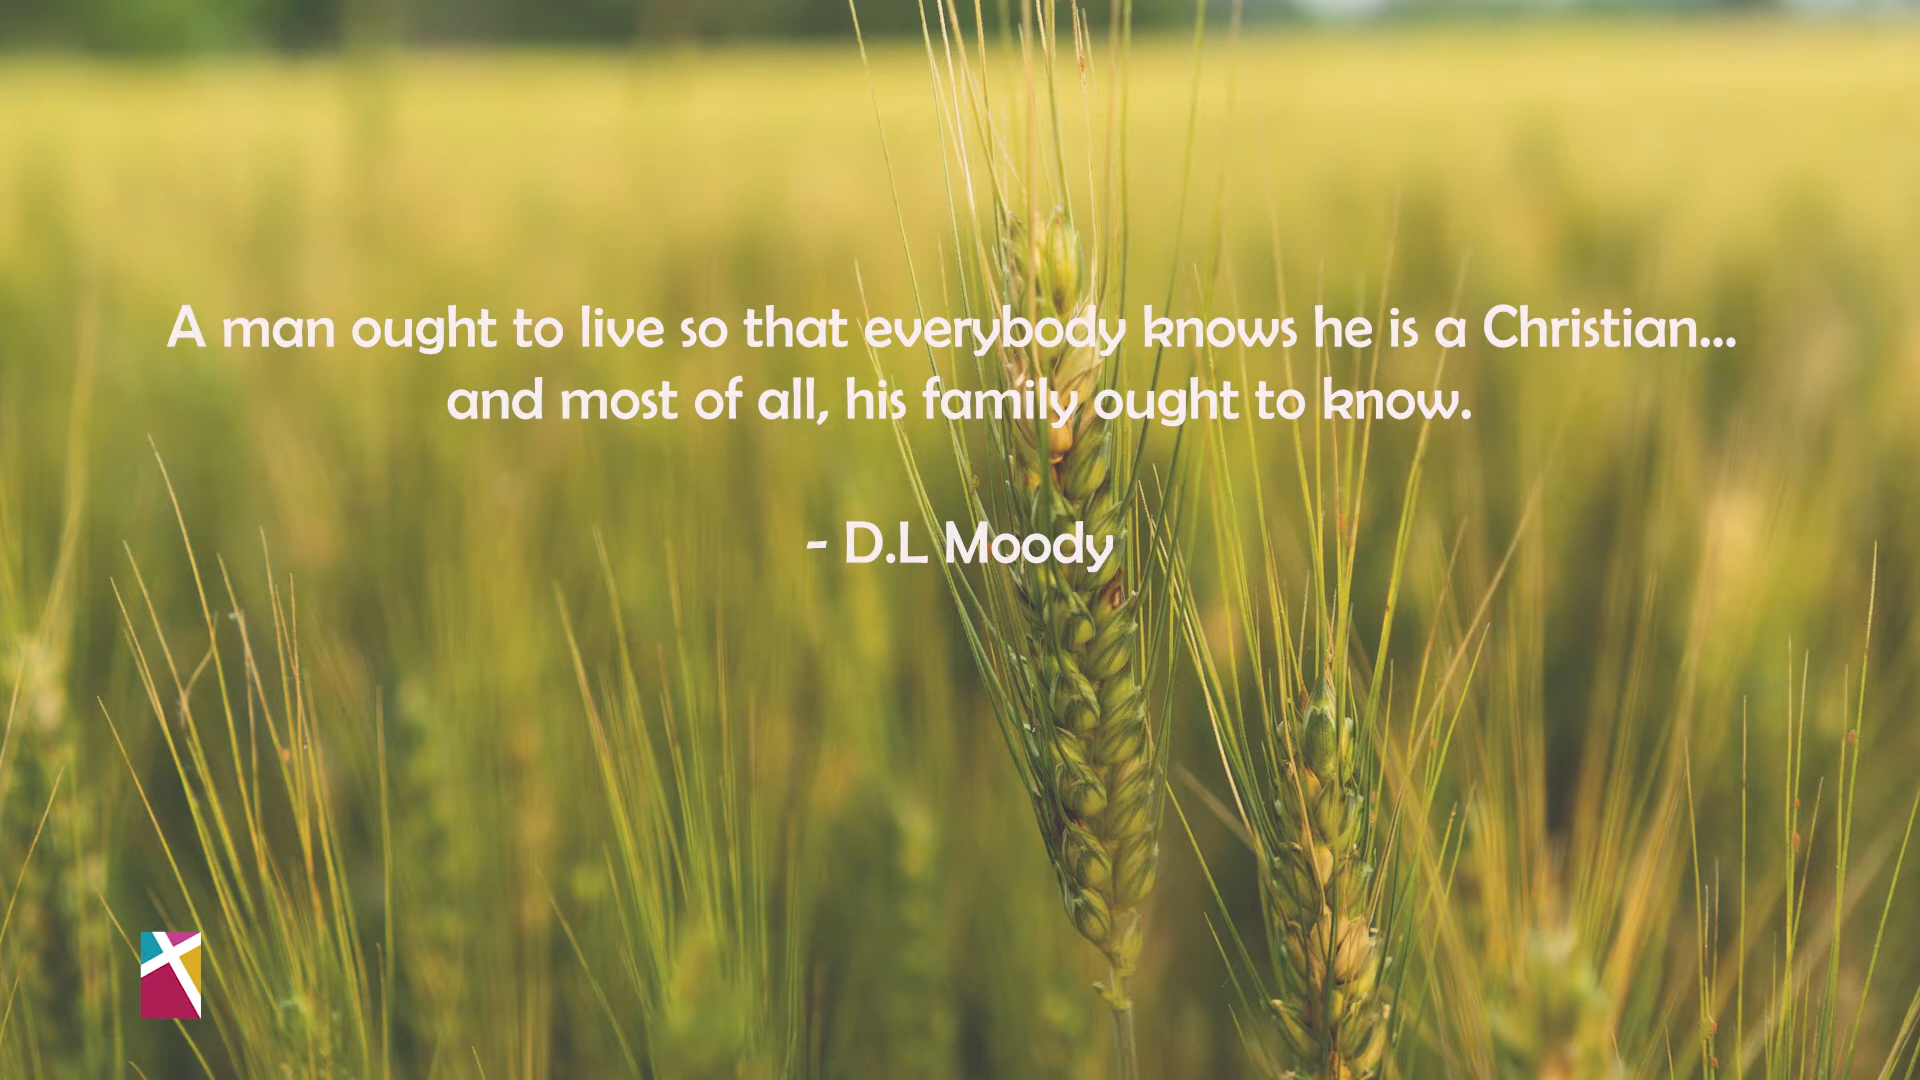 A man ought to live so that everybody knows he is a Christian...
and most of all, his family ought to know.
- D.L Moody